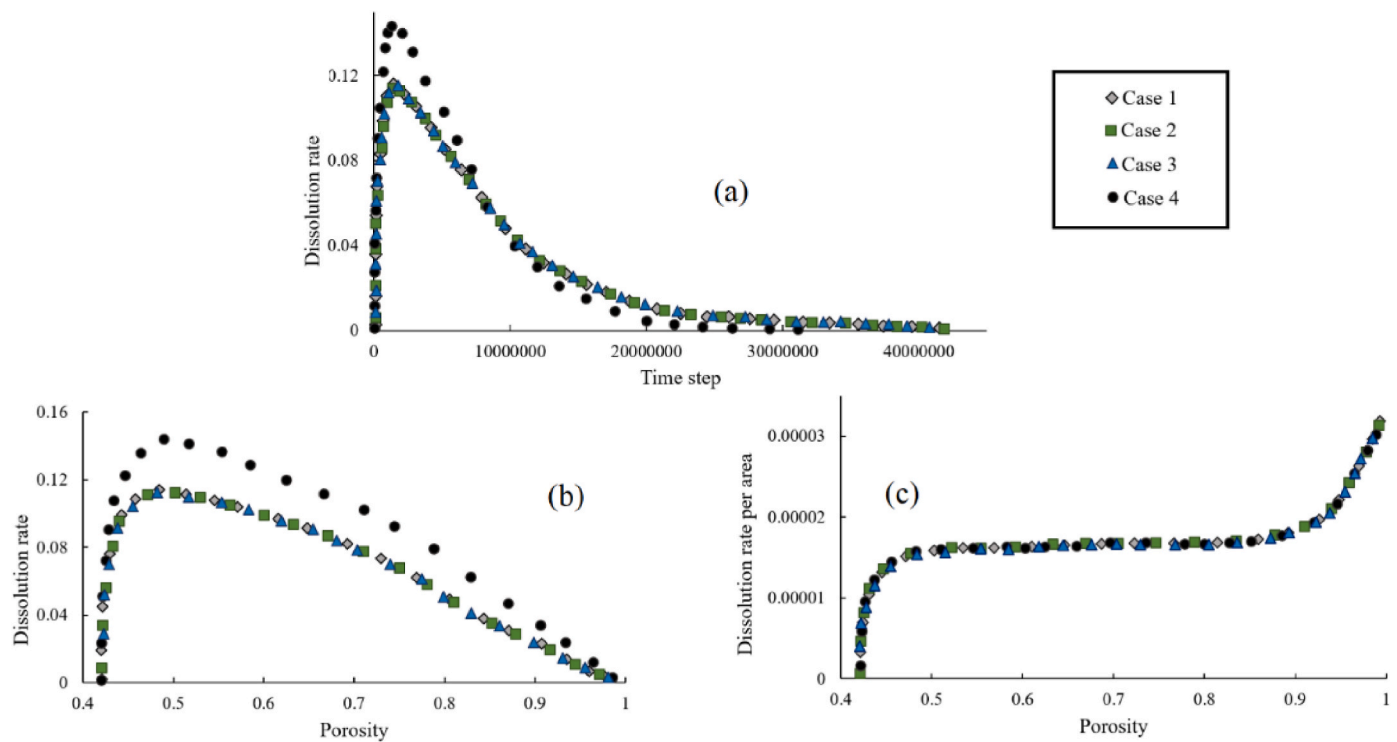 0.12
0.08
0.04
0
Dissolution rate
(a)
0
10000000
20000000
30000000
40000000
Time step
Case 1
Case 2
Case 3
Case 4
0.16
0.12
0.08
0.04
0
Dissolution rate
(b)
0.4
0.5
0.6
0.7
0.8
0.9
1
Porosity
0.00003
0.00002
0.00001
0
Dissolution rate per area
(c)
0.4
0.5
0.6
0.7
0.8
0.9
1
Porosity